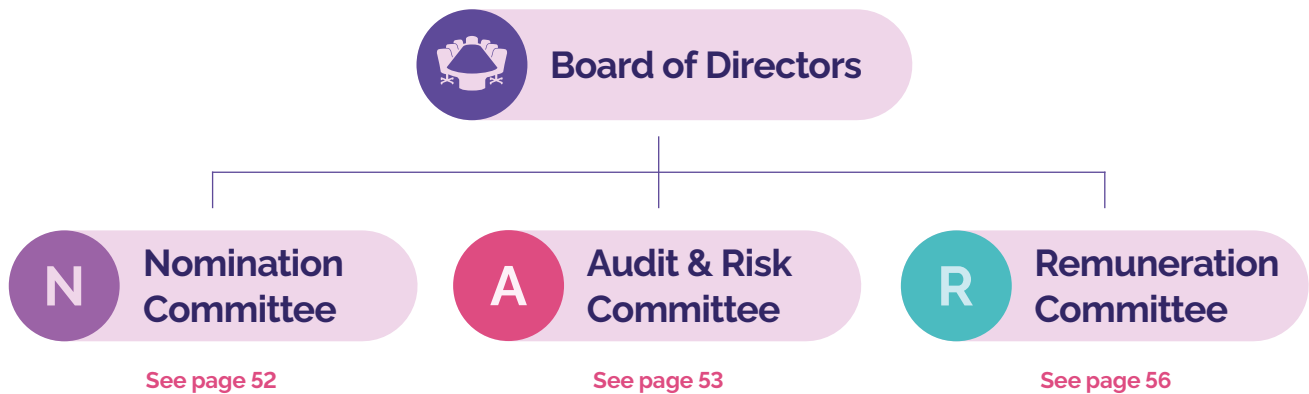 Board of Directors
N
Nomination
Committee
See page 52
A
Audit & Risk
Committee
See page 53
R
Remuneration
Committee
See page 56